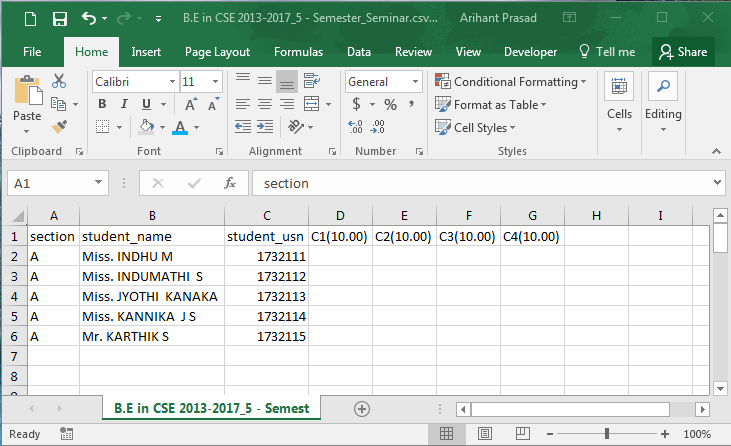 B.E in CSE 2013-2017_5 - Semester_Seminar.csv... Arihant Prasad
File Home Insert Page Layout Formulas Data Review View Developer Tell me Share
Calibri 11 General Conditional Formatting
Paste B I U A A $ % , Format as Table Cells Editing
A .00 .0 Cell Styles
Clipboard Font Alignment Number Styles
A1 fx section
A B C D E F G H I
1 section student_name student_usn C1(10.00) C2(10.00) C3(10.00) C4(10.00)
2 A Miss. INDHU M 1732111
3 A Miss. INDUMATHI  S 1732112
4 A Miss. JYOTHI  KANAKA 1732113
5 A Miss. KANNIKA  J S 1732114
6 A Mr. KARTHIK S 1732115
7
8
B.E in CSE 2013-2017_5 - Semest
Ready 100%